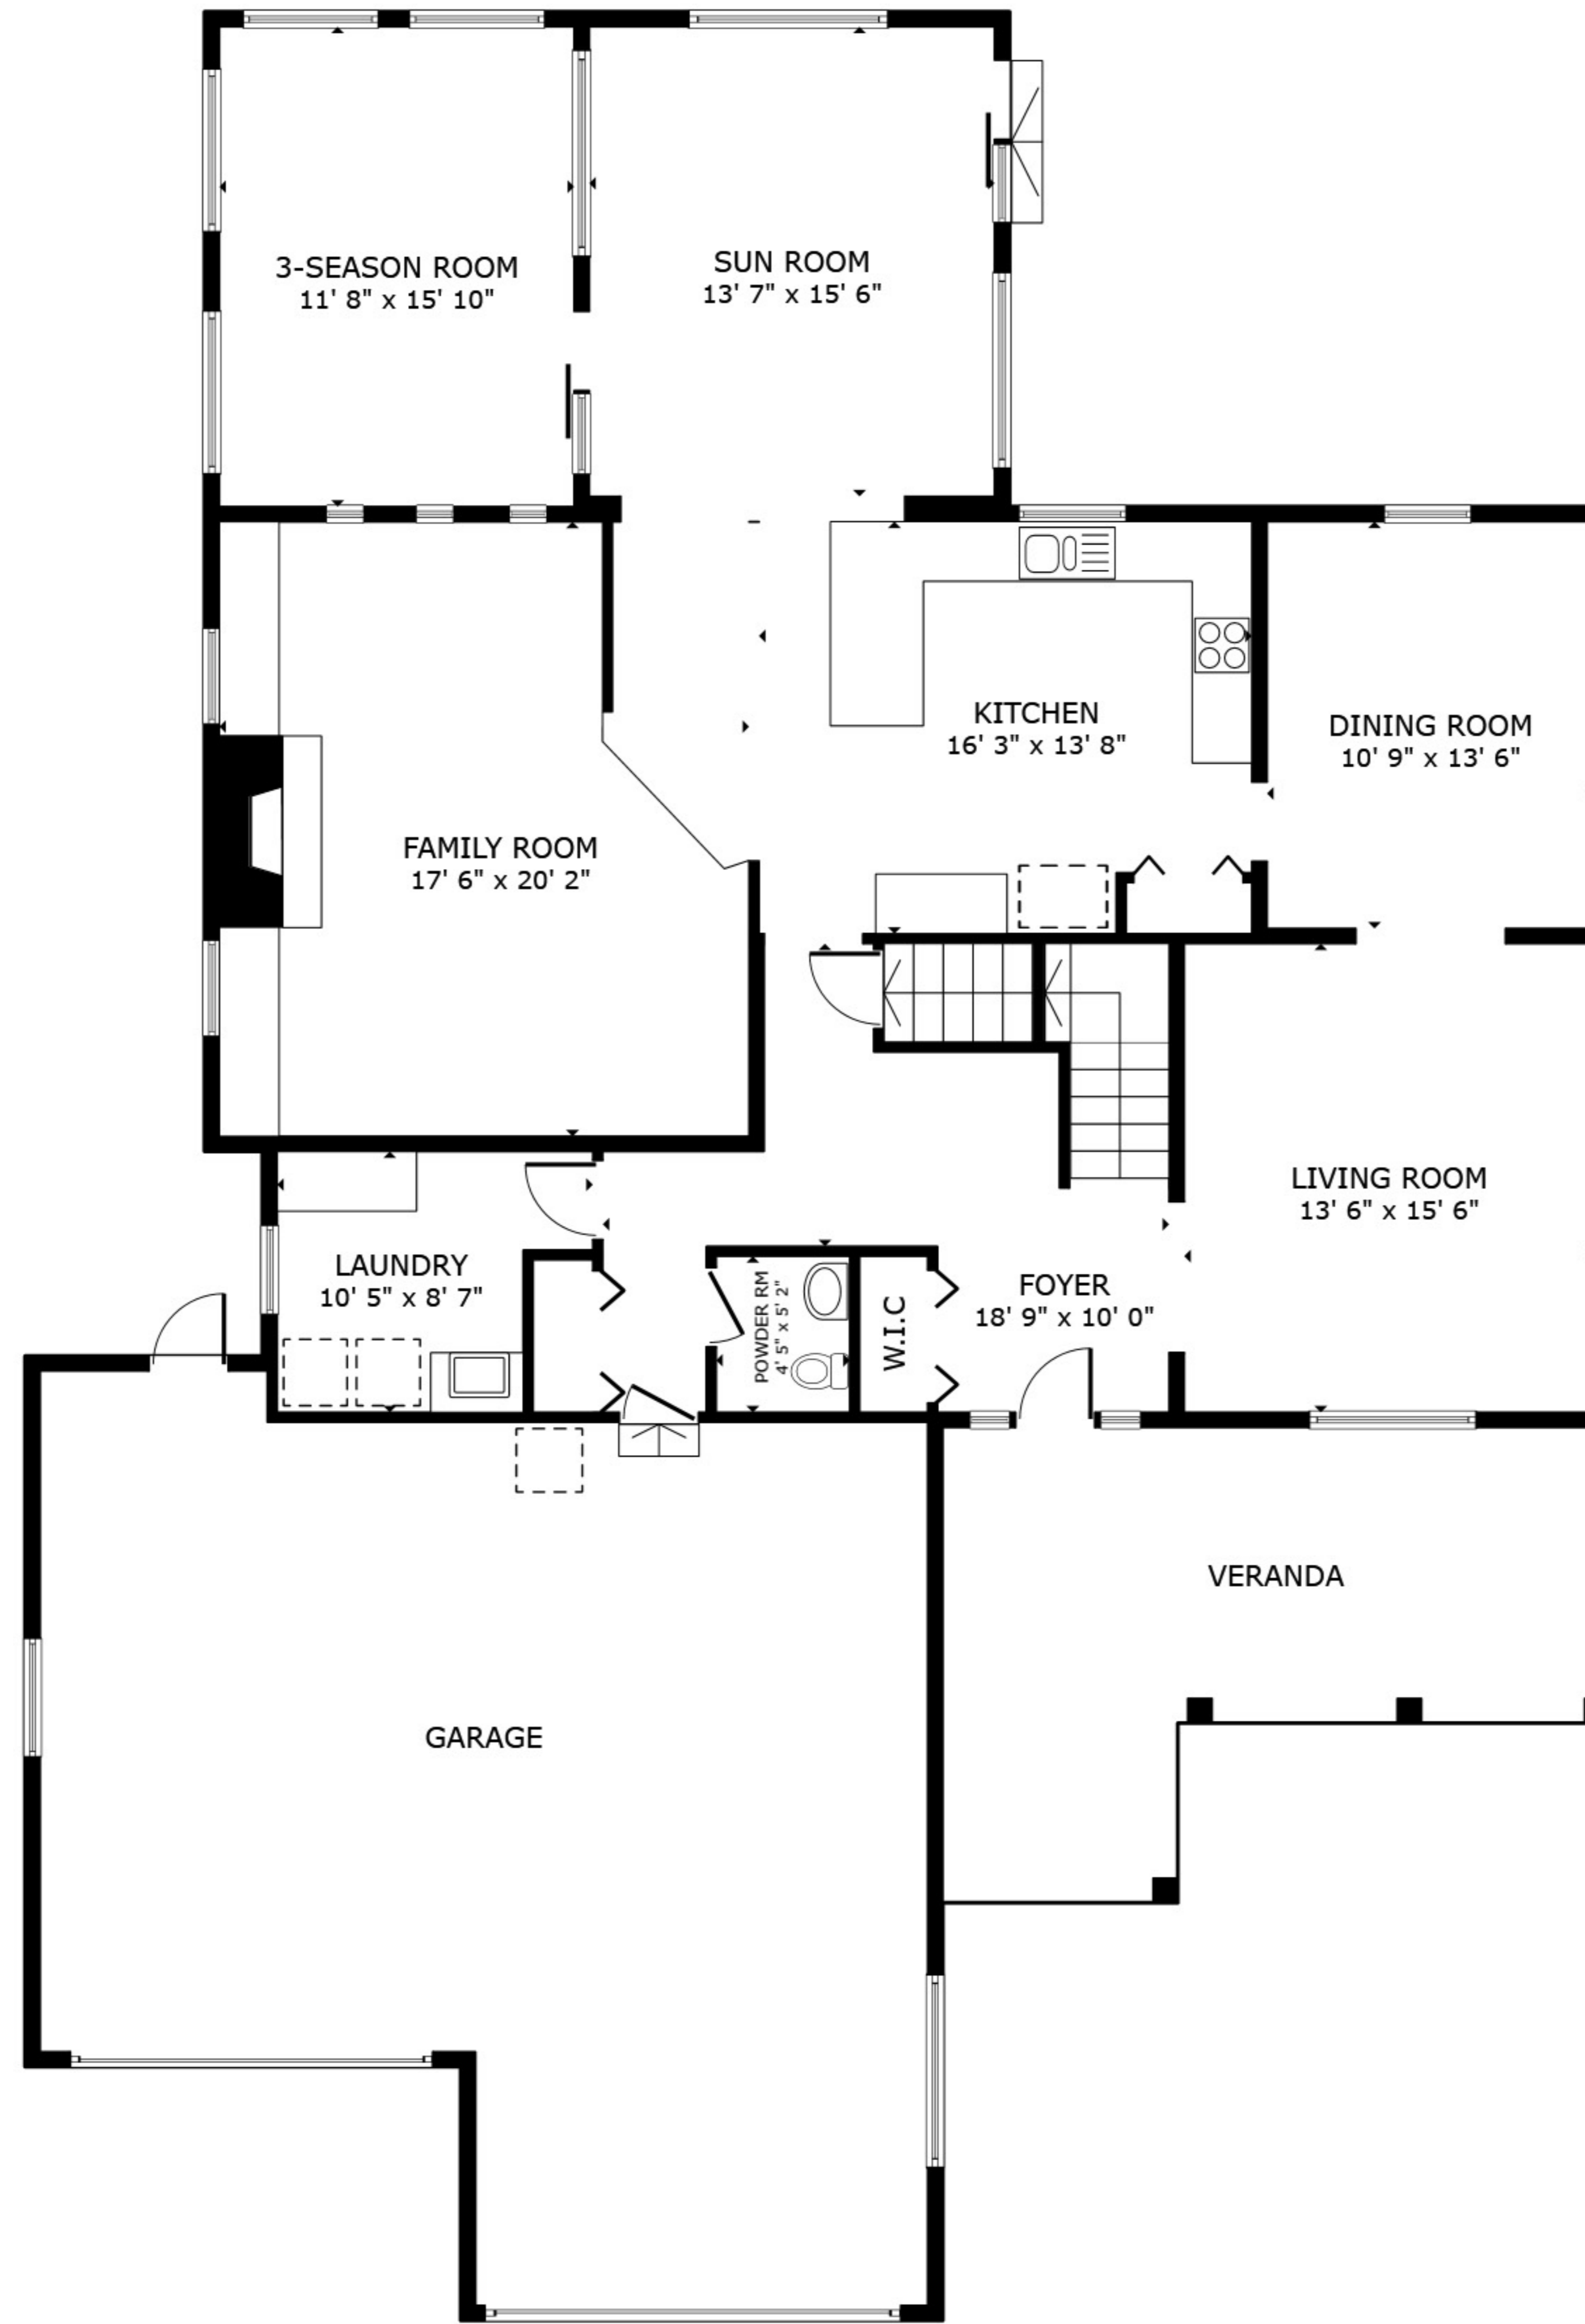 3-SEASON ROOM
11' 8" x 15' 10"
SUN ROOM
13' 7" x 15' 6"
KITCHEN
16' 3" x 13' 8"
DINING ROOM
10' 9" x 13' 6"
FAMILY ROOM
17' 6" x 20' 2"
LIVING ROOM
13' 6" x 15' 6"
LAUNDRY
10' 5" x 8' 7"
POWDER RM
4' 5" x 5' 2"
W.I.C
FOYER
18' 9" x 10' 0"
VERANDA
GARAGE